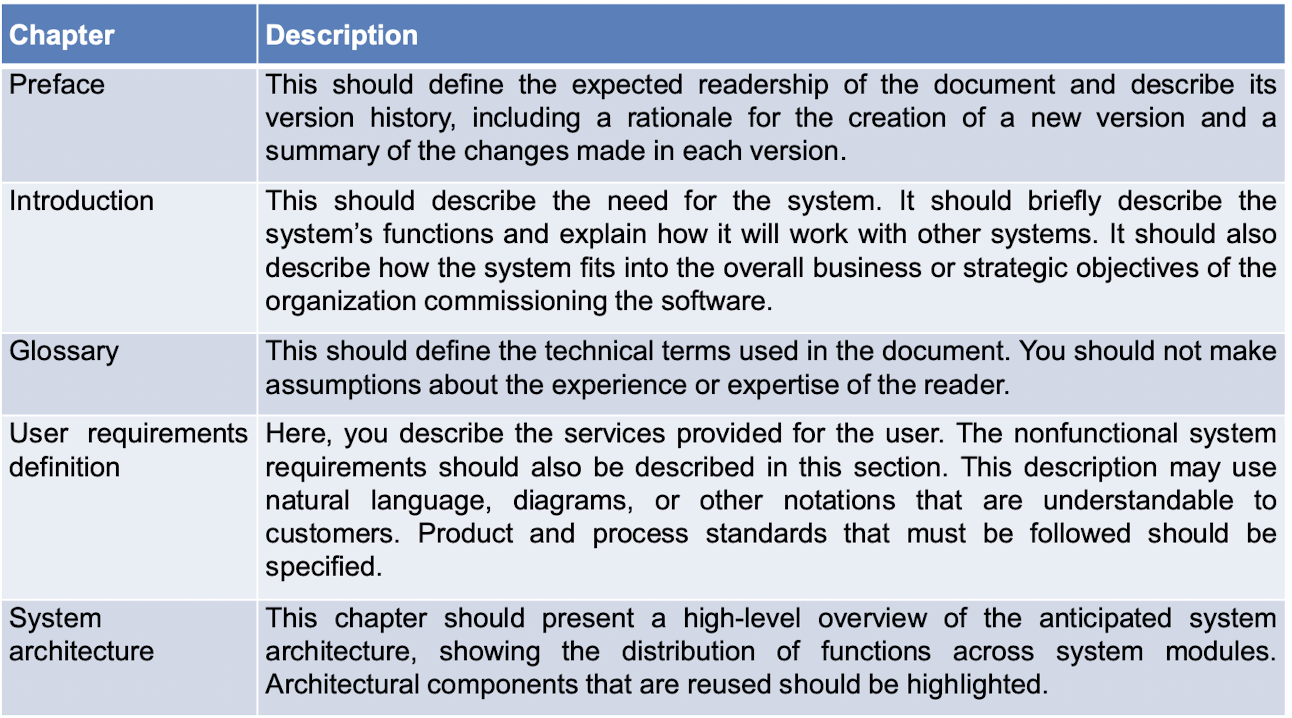 Chapter Description
Preface This should define the expected readership of the document and describe its
version history, including a rationale for the creation of a new version and a
summary of the changes made in each version.
Introduction This should describe the need for the system. It should briefly describe the
system’s functions and explain how it will work with other systems. It should also
describe how the system fits into the overall business or strategic objectives of the
organization commissioning the software.
Glossary This should define the technical terms used in the document. You should not make
assumptions about the experience or expertise of the reader.
User requirements Here, you describe the services provided for the user. The nonfunctional system
definition requirements should also be described in this section. This description may use
natural language, diagrams, or other notations that are understandable to
customers. Product and process standards that must be followed should be
specified.
System This chapter should present a high-level overview of the anticipated system
architecture architecture, showing the distribution of functions across system modules.
Architectural components that are reused should be highlighted.